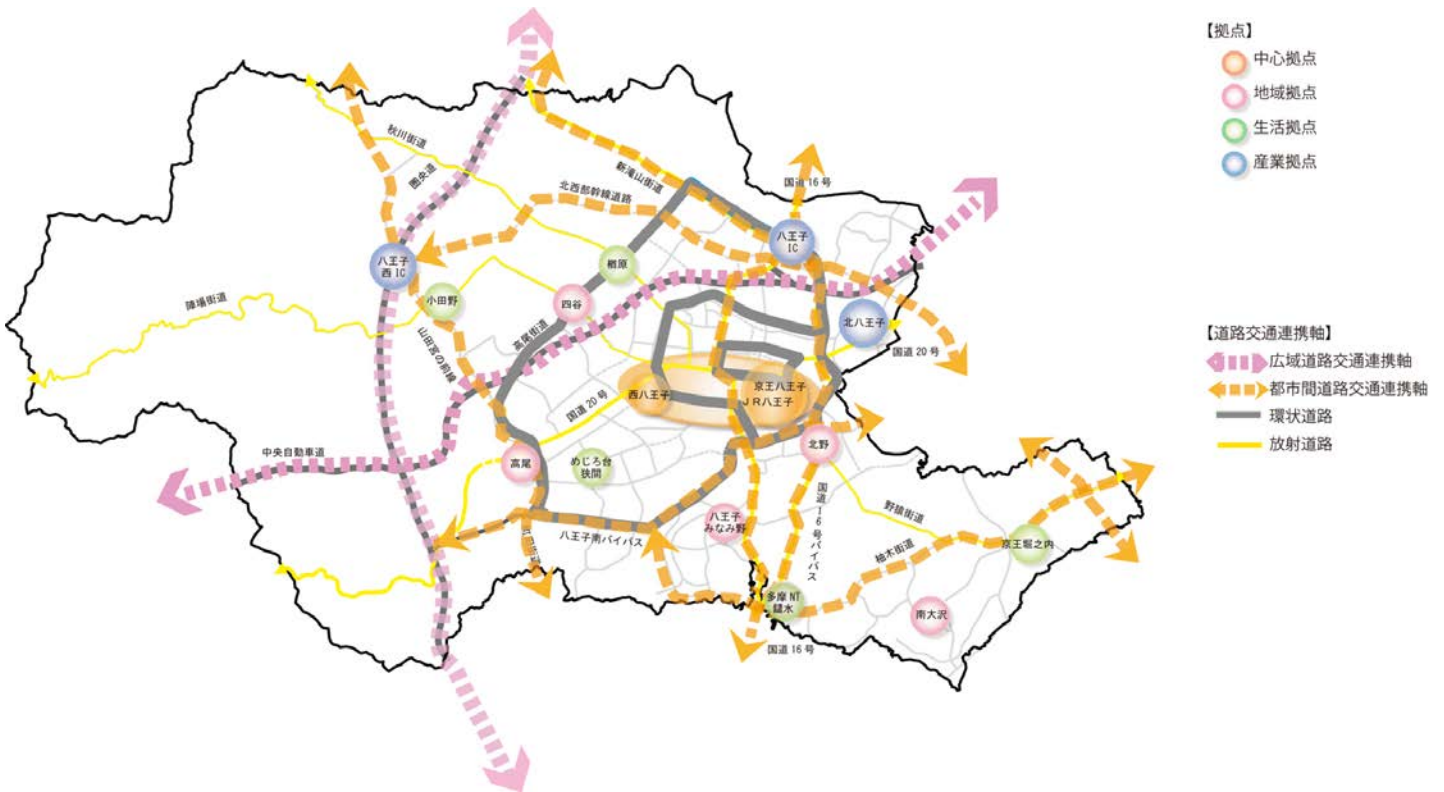 【拠点】
中心拠点
地域拠点
生活拠点
産業拠点
【道路交通連携軸】
広域道路交通連携軸
都市間道路交通連携軸
環状道路
放射道路
秋川街道
圏央道
新滝山街道
国道16号
北西部幹線道路
八王子
IC
八王子
西IC
楢原
小田野
四谷
陣場街道
高尾街道
山田宮の前線
北八王子
国道20号
京王八王子
JR八王子
西八王子
国道20号
中央自動車道
高尾
めじろ台
狭間
北野
八王子
みなみ野
八王子南バイパス
国道16号バイパス
野猿街道
柚木街道
京王堀之内
多摩NT
鑓水
南大沢
国道16号